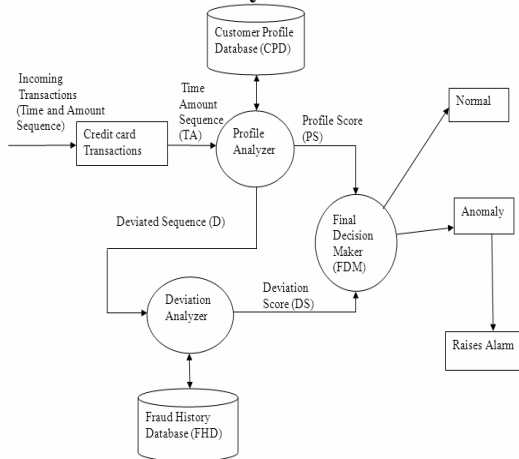 Customer Profile
Database (CPD)
Incoming
Transactions
(Time and Amount
Sequence)
Time
Amount
Sequence
(TA)
Credit card
Transactions
Profile
Analyzer
Profile Score
(PS)
Normal
Deviated Sequence (D)
Final
Decision
Maker
(FDM)
Anomaly
Deviation
Analyzer
Deviation
Score (DS)
Raises Alarm
Fraud History
Database (FHD)